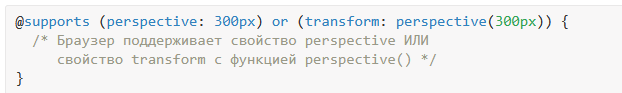 @supports (perspective: 300px) or (transform: perspective(300px)) {
/* Браузер поддерживает свойство perspective ИЛИ
свойство transform с функцией perspective() */
}